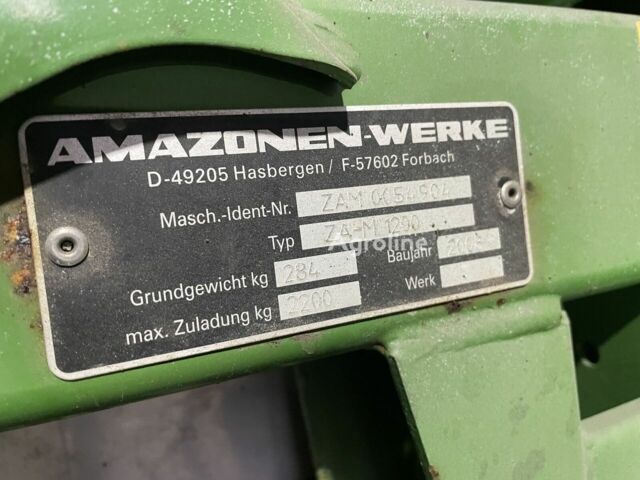 AMAZONEN-WERKE
D-49205 Hasbergen / F-57602 Forbach
Masch.-Ident-Nr. ZAM 0054904
Typ ZA-M 1200
Agroline
Baujahr
Grundgewicht kg 284
Werk
max. Zuladung kg 2200